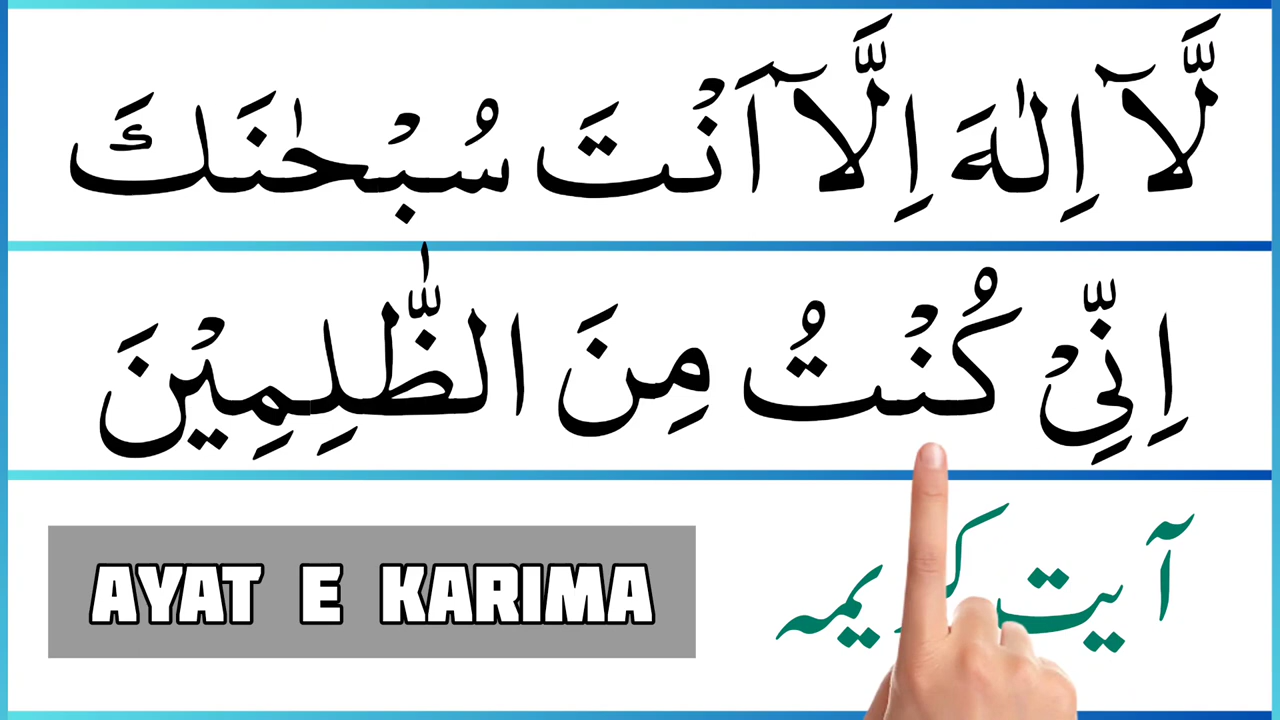 لَّآ اِلٰهَ اِلَّآ اَنْتَ سُبْحٰنَكَ
اِنِّيْ كُنْتُ مِنَ الظّٰلِمِيْنَ
AYAT E KARIMA
آیت کریمہ